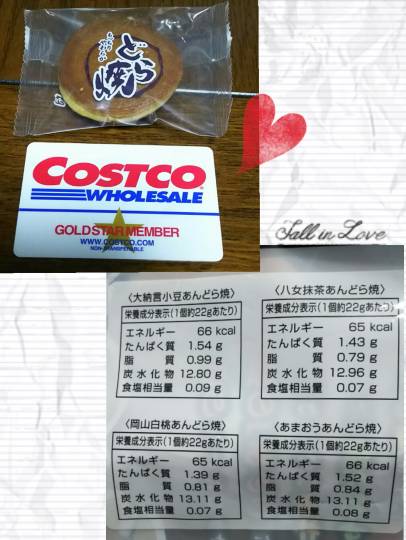 どら焼
COSTCO
WHOLESALE
GOLD STAR MEMBER
WWW.COSTCO.COM
NON-TRANSFERABLE
Fall in Love
〈大納言小豆あんどら焼〉
栄養成分表示(1個約22gあたり)
エネルギー 66 kcal
たんぱく質 1.54 g
脂質 0.99 g
炭水化物 12.80 g
食塩相当量 0.09 g
〈八女抹茶あんどら焼〉
栄養成分表示(1個約22gあたり)
エネルギー 65 kcal
たんぱく質 1.43 g
脂質 0.79 g
炭水化物 12.96 g
食塩相当量 0.07 g
〈岡山白桃あんどら焼〉
栄養成分表示(1個約22gあたり)
エネルギー 65 kcal
たんぱく質 1.39 g
脂質 0.81 g
炭水化物 13.11 g
食塩相当量 0.07 g
〈あまおうあんどら焼〉
栄養成分表示(1個約22gあたり)
エネルギー 66 kcal
たんぱく質 1.52 g
脂質 0.84 g
炭水化物 13.11 g
食塩相当量 0.08 g